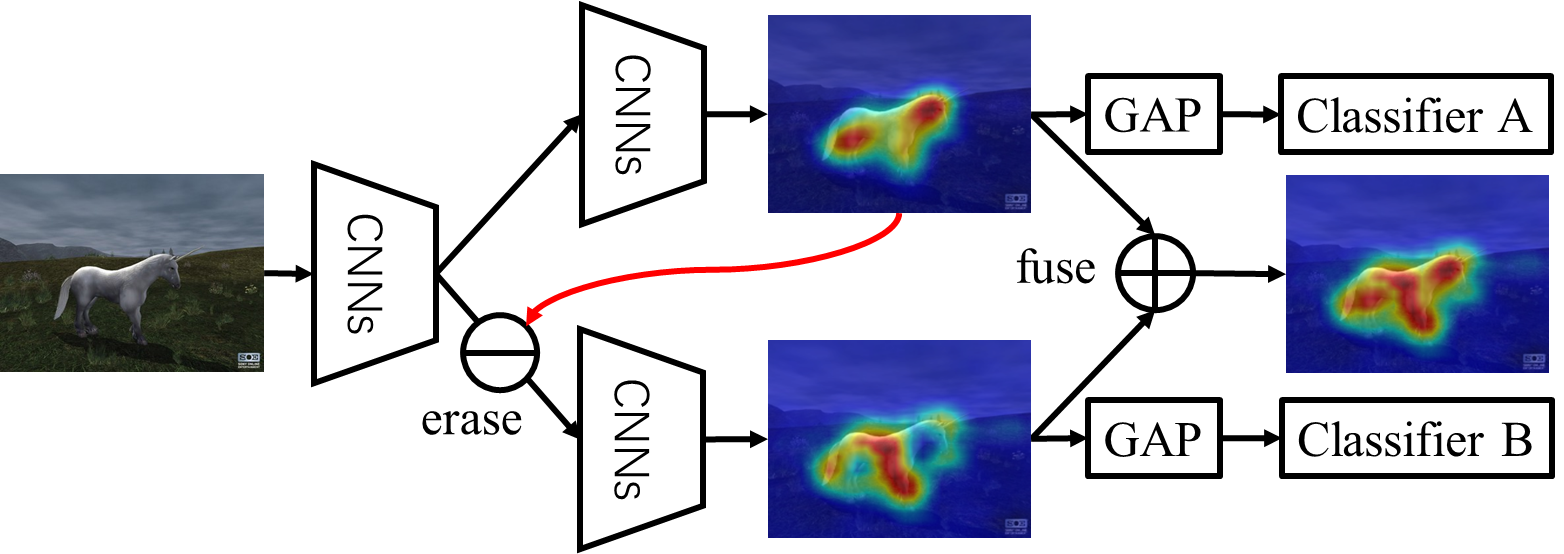 CNNs
CNNs
GAP
Classifier A
fuse
erase
CNNs
GAP
Classifier B